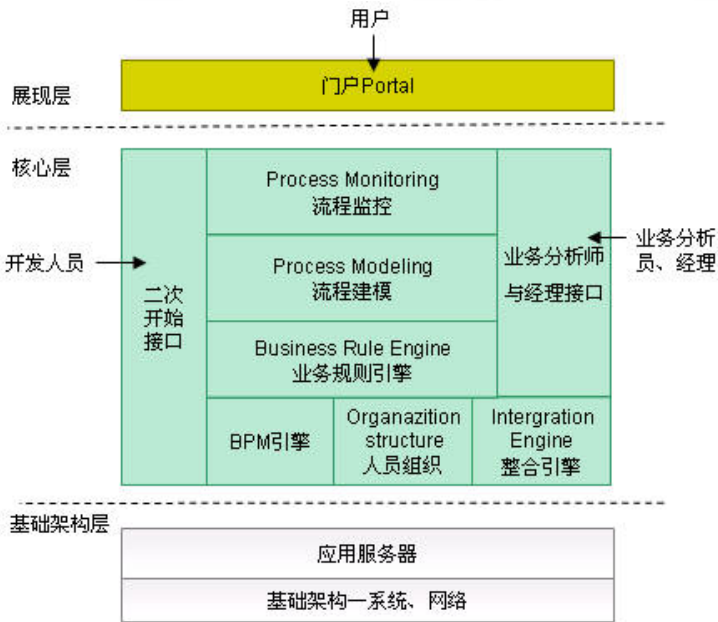 用户
门户Portal
展现层
核心层
Process Monitoring
流程监控
开发人员
Process Modeling
流程建模
二次
开始
接口
业务分析师
与经理接口
业务分析
员、经理
Business Rule Engine
业务规则引擎
BPM引擎
Organazition
structure
人员组织
Intergration
Engine
整合引擎
基础架构层
应用服务器
基础架构—系统、网络